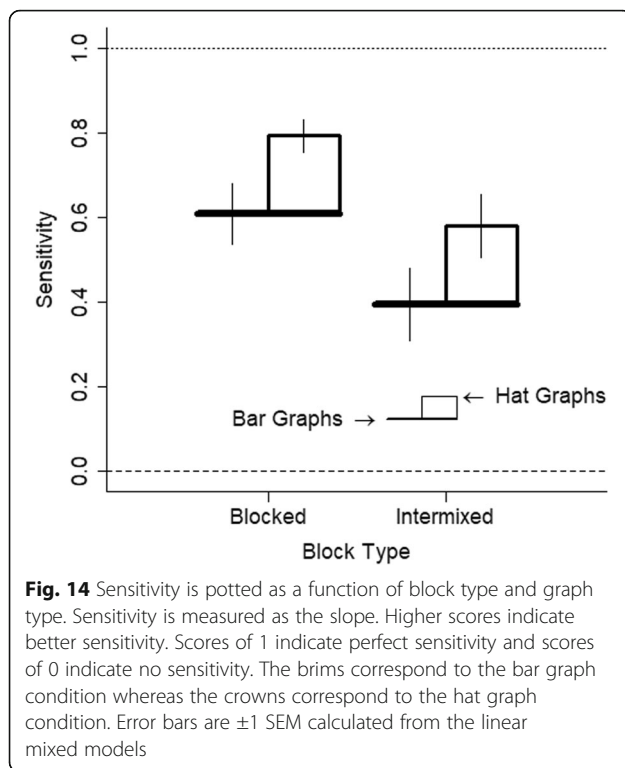 1.0
0.8
0.6
0.4
0.2
0.0
Sensitivity
← Hat Graphs
Bar Graphs →
Blocked
Intermixed
Block Type
Fig. 14 Sensitivity is potted as a function of block type and graph
type. Sensitivity is measured as the slope. Higher scores indicate
better sensitivity. Scores of 1 indicate perfect sensitivity and scores
of 0 indicate no sensitivity. The brims correspond to the bar graph
condition whereas the crowns correspond to the hat graph
condition. Error bars are ±1 SEM calculated from the linear
mixed models